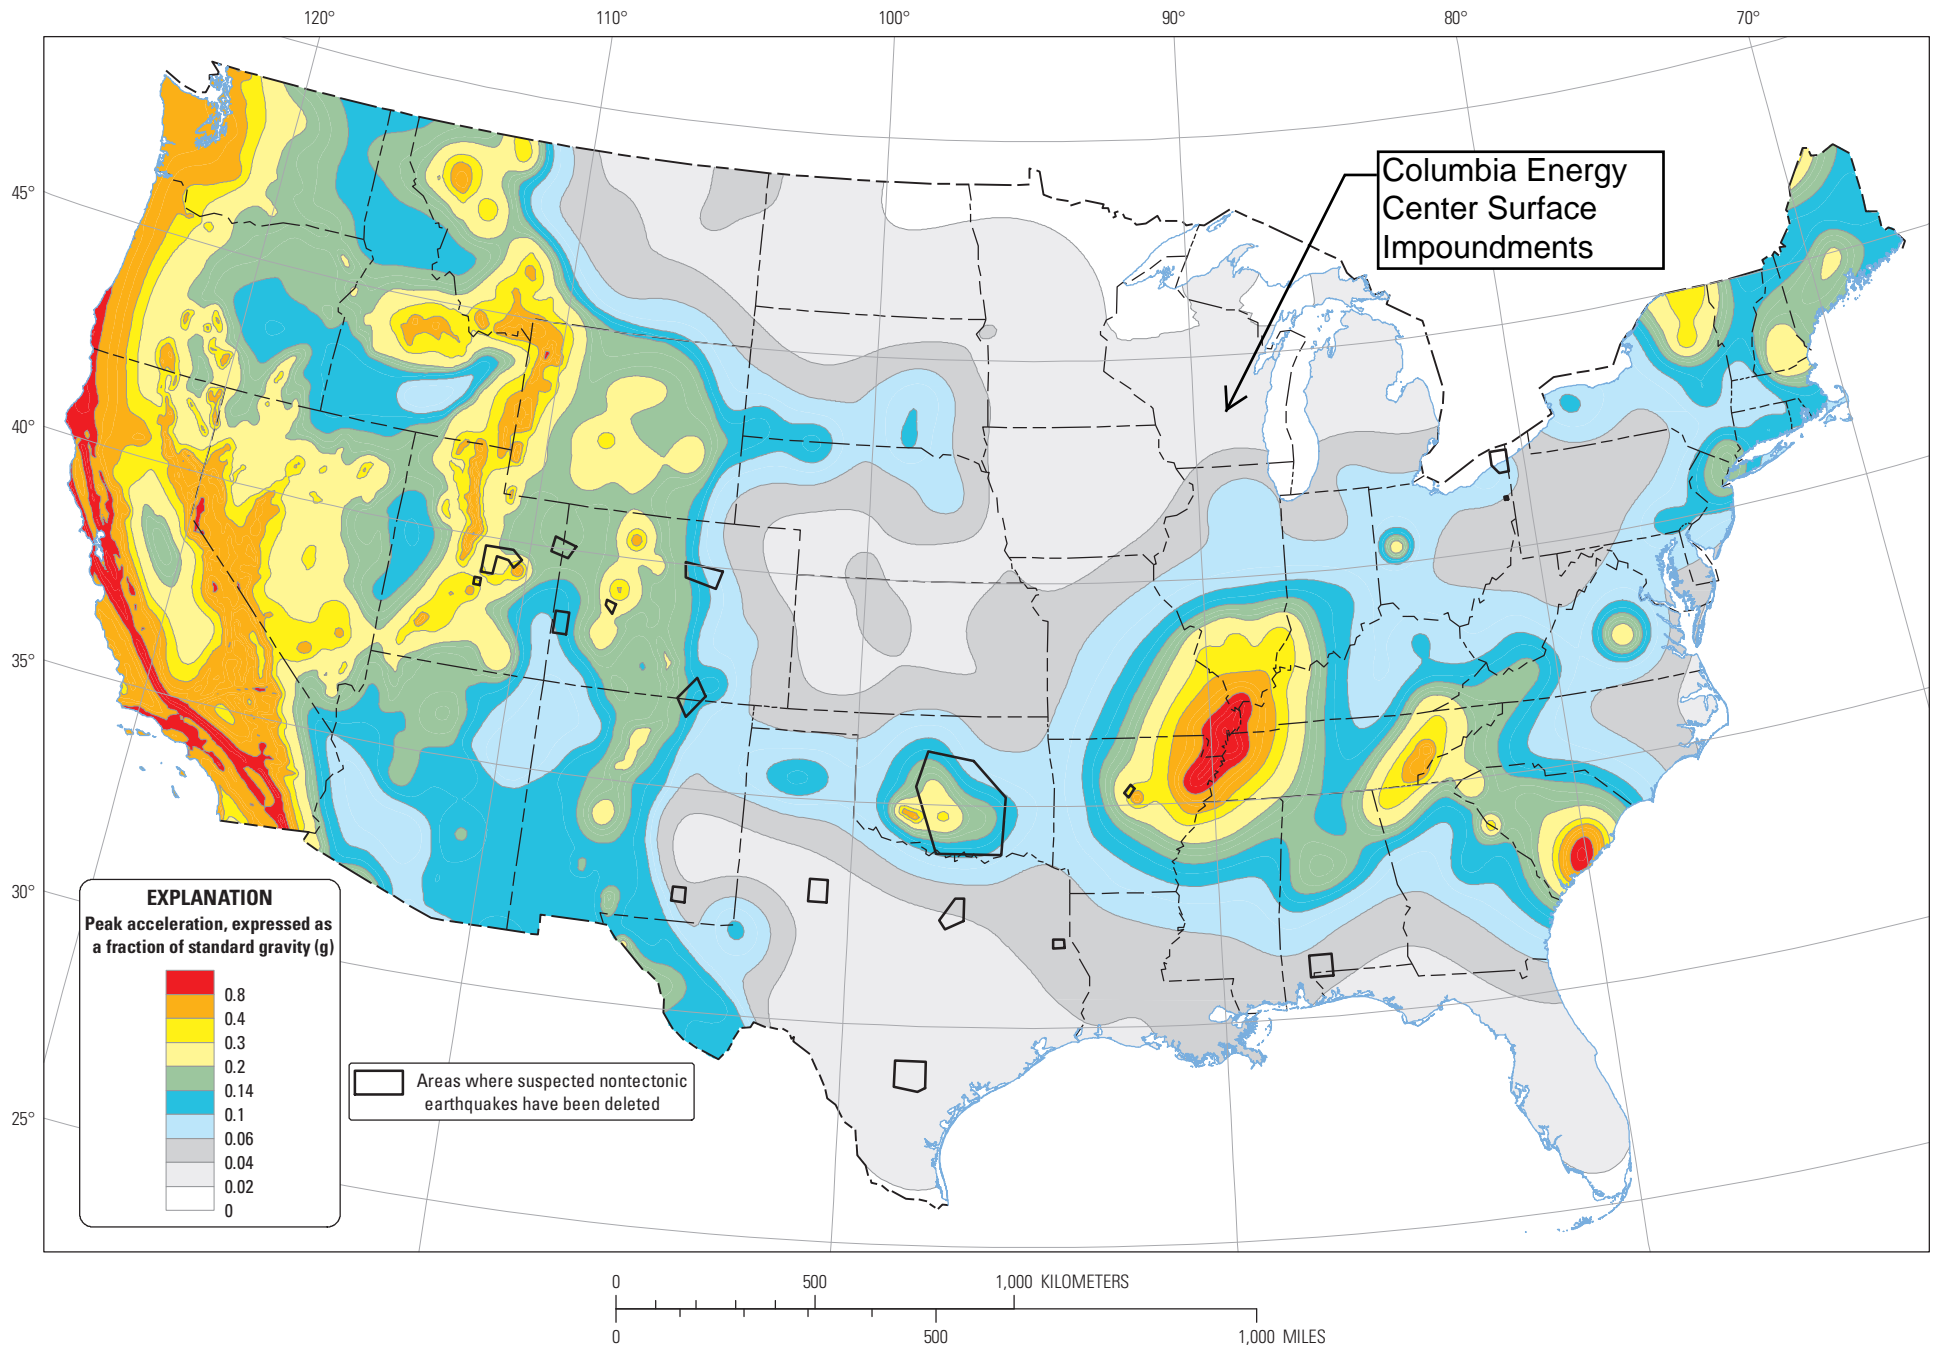 120° 110° 100° 90° 80° 70°
45°
40°
35°
30°
25°
Columbia Energy
Center Surface
Impoundments
EXPLANATION
Peak acceleration, expressed as
a fraction of standard gravity (g)
0.8
0.4
0.3
0.2
0.14
0.1
0.06
0.04
0.02
0
Areas where suspected nontectonic
earthquakes have been deleted
0 500 1,000 KILOMETERS
0 500 1,000 MILES